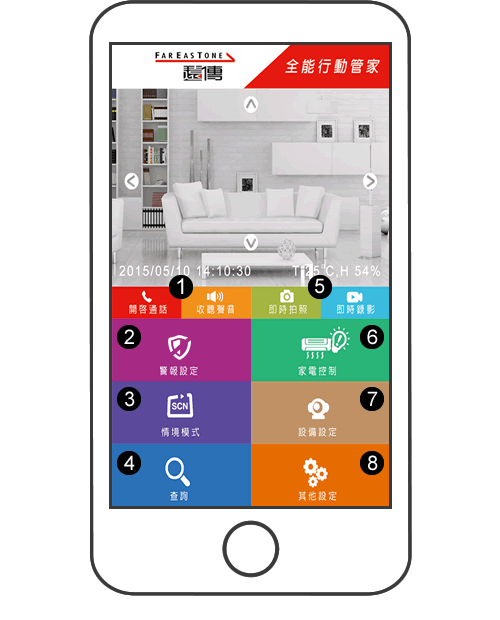 FAREASTONE
遠傳
全能行動管家
2015/05/10 14:10:30 T:25°C,H 54%
1 5
開啓通話 收聽聲音 即時拍照 即時錄影
2 6
警報設定 家電控制
3 7
SCN
情境模式 設備設定
4 8
查詢 其他設定